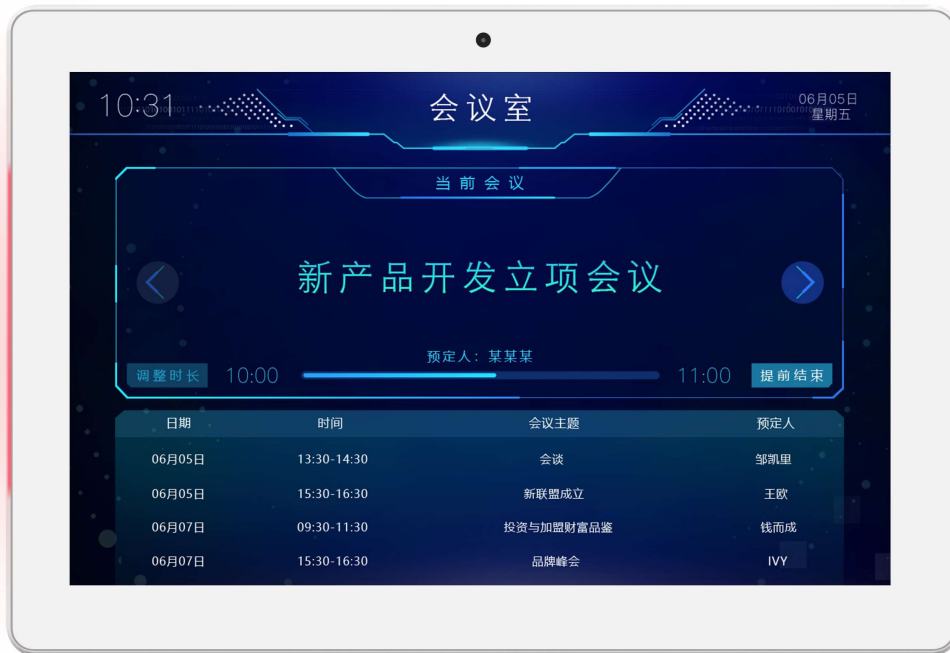 10:31
会议室
06月05日
星期五
当前会议
新产品开发立项会议
预定人：某某某
调整时长 10:00 11:00 提前结束
日期 时间 会议主题 预定人
06月05日 13:30-14:30 会谈 邹凯里
06月05日 15:30-16:30 新联盟成立 王欧
06月07日 09:30-11:30 投资与加盟财富品鉴 钱而成
06月07日 15:30-16:30 品牌峰会 IVY